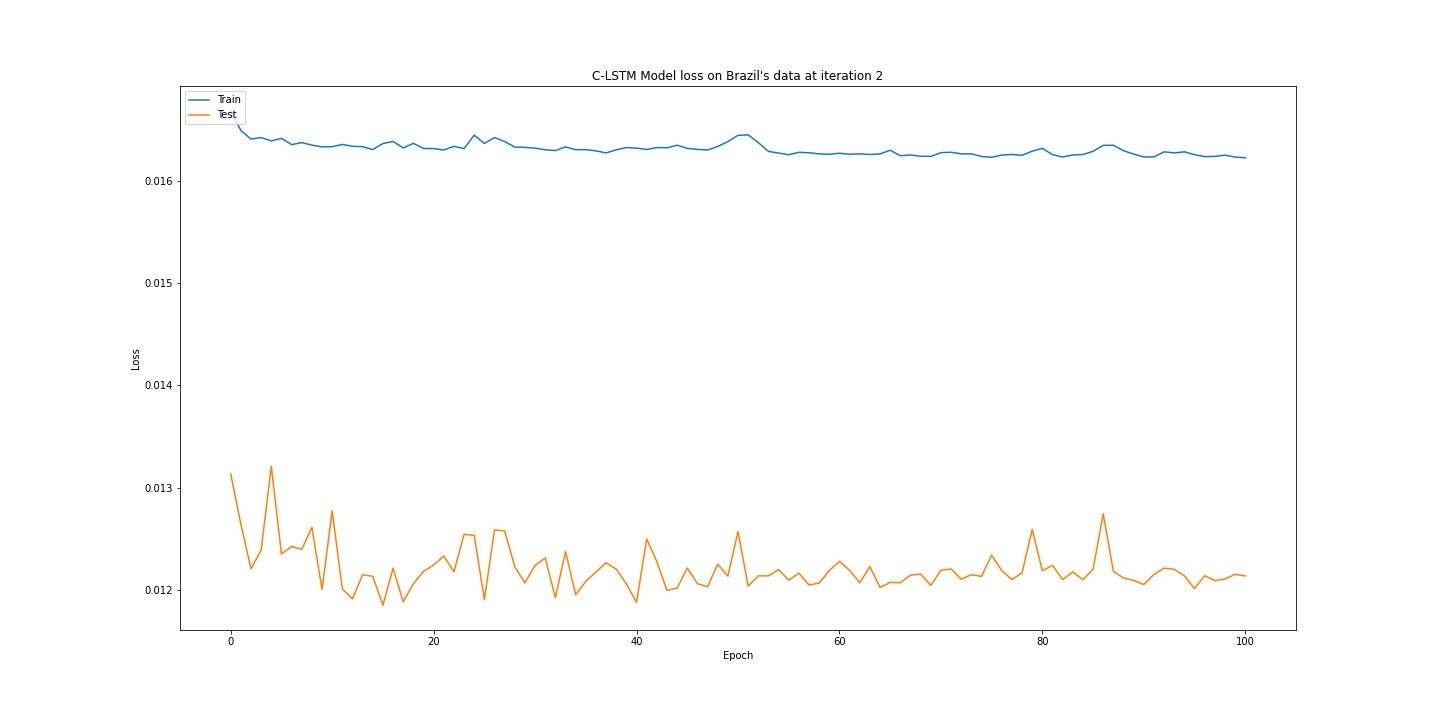 C-LSTM Model loss on Brazil's data at iteration 2
Train
Test
0.016
0.015
0.014
0.013
0.012
Loss
0 20 40 60 80 100
Epoch